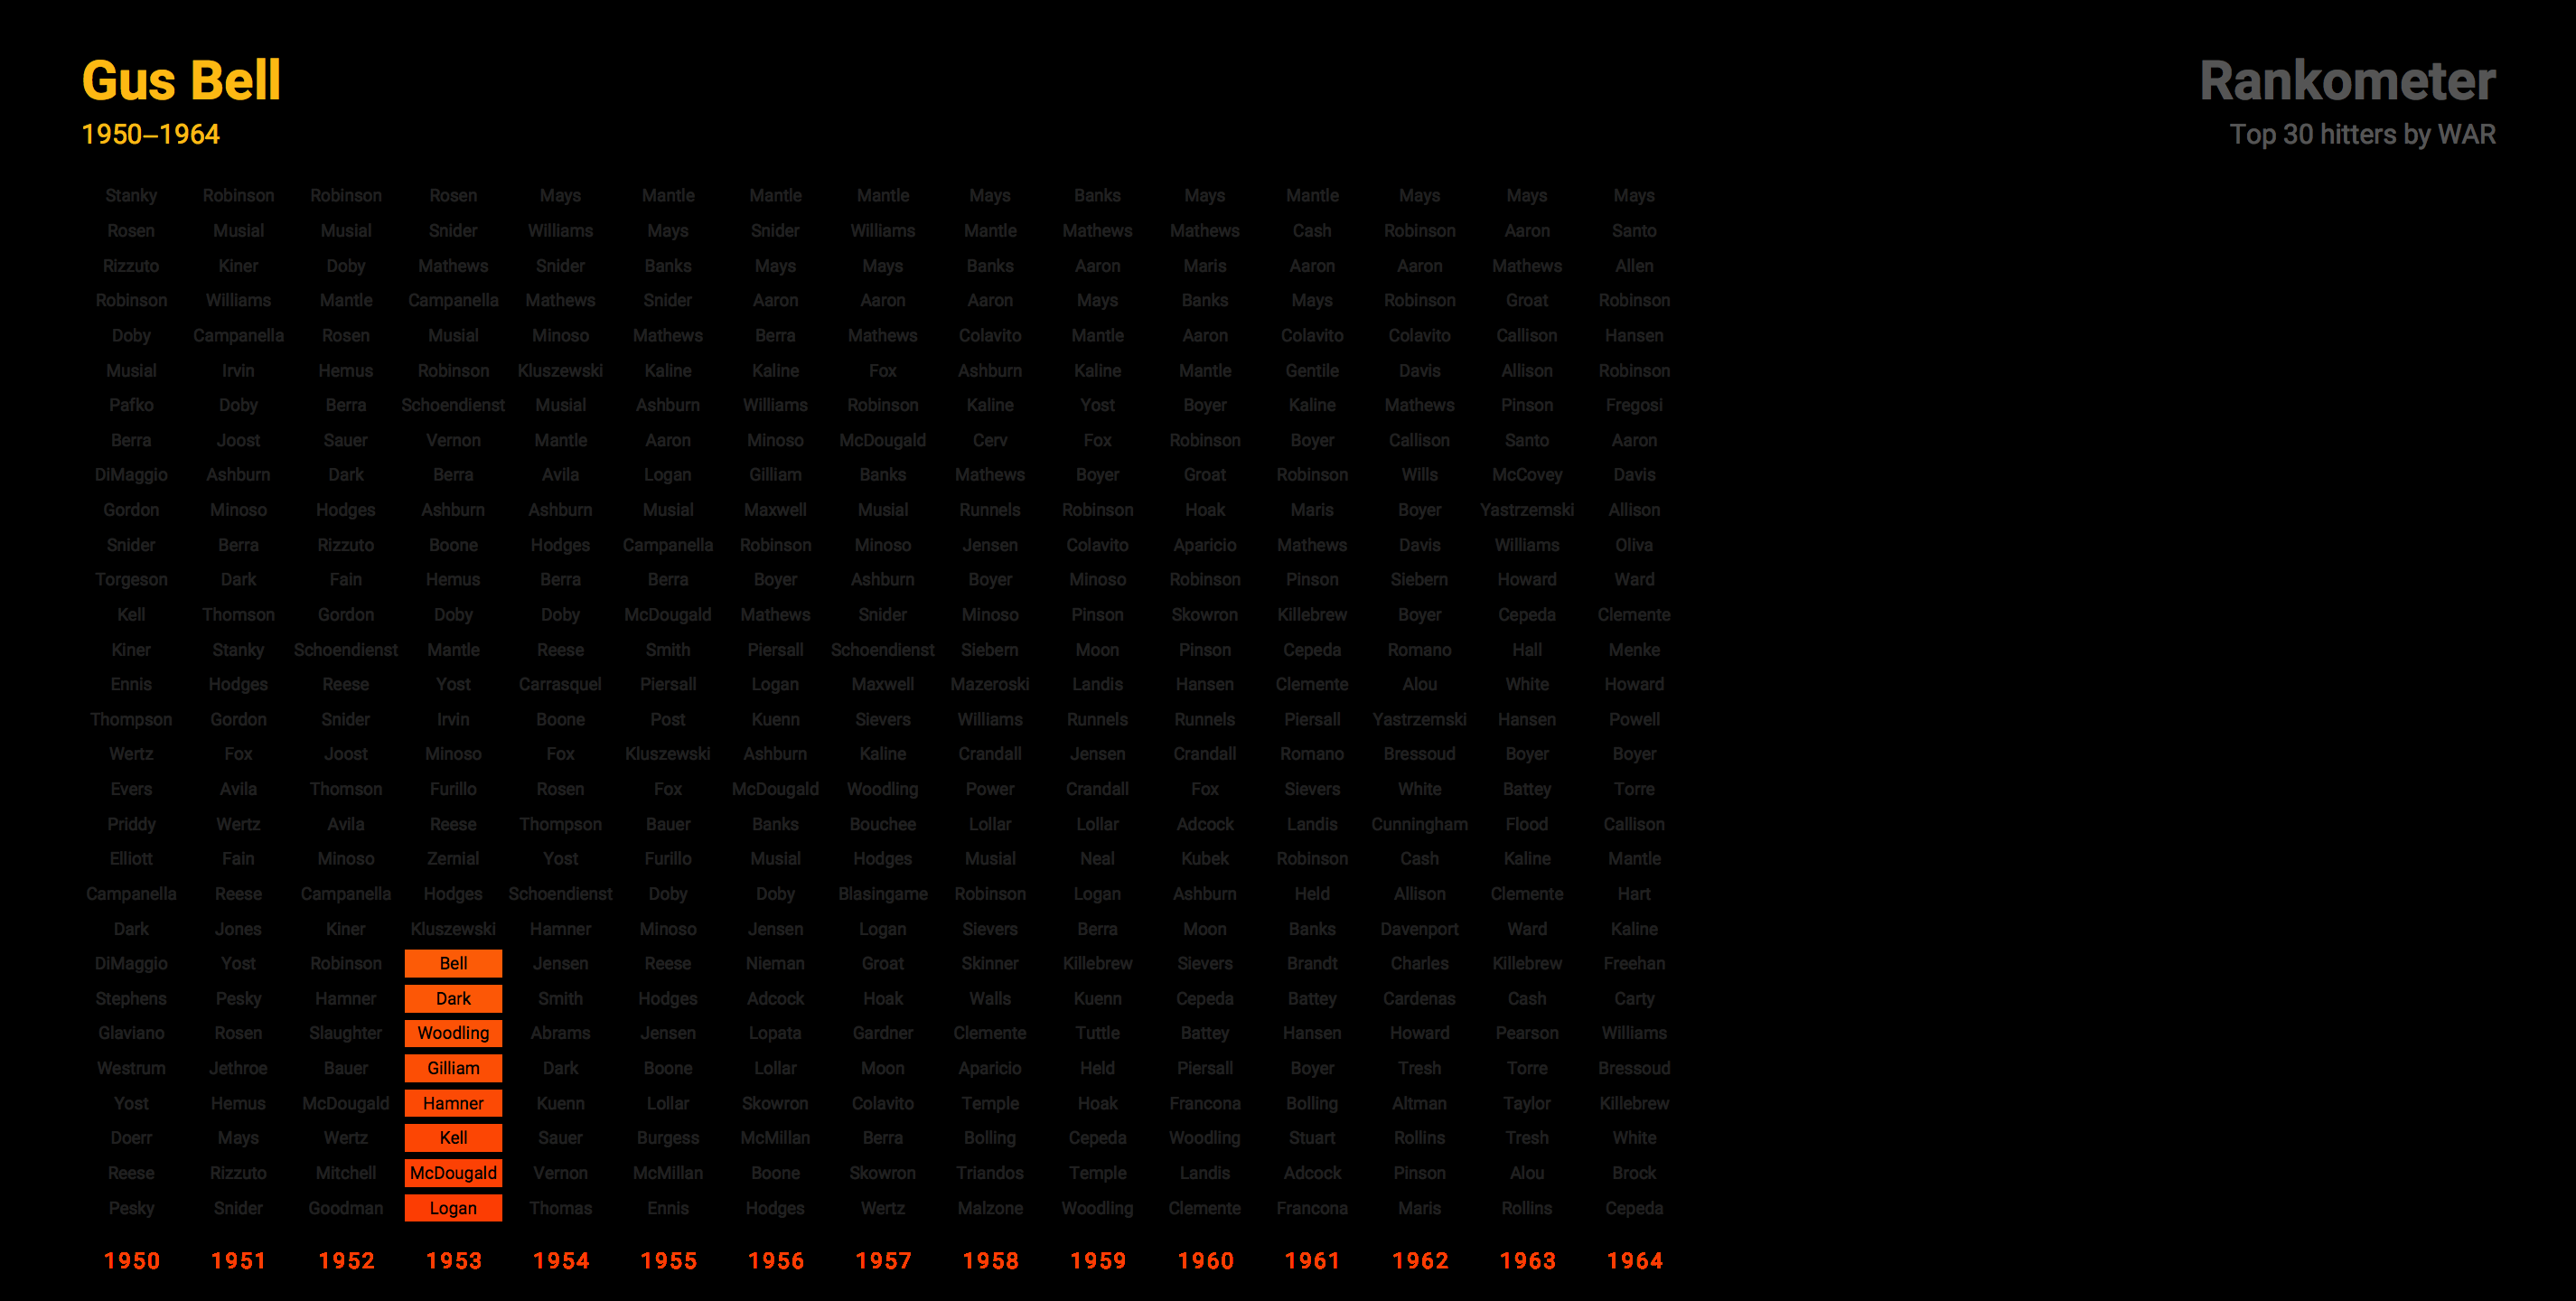 Gus Bell
1950–1964
Rankometer
Top 30 hitters by WAR
Stanky Robinson Robinson Rosen Mays Mantle Mantle Mantle Mays Banks Mays Mantle Mays Mays Mays
Rosen Musial Musial Snider Williams Mays Snider Williams Mantle Mathews Mathews Cash Robinson Aaron Santo
Rizzuto Kiner Doby Mathews Snider Banks Mays Mays Banks Aaron Maris Aaron Aaron Mathews Allen
Robinson Williams Mantle Campanella Mathews Snider Aaron Aaron Aaron Mays Banks Mays Robinson Groat Robinson
Doby Campanella Rosen Musial Minoso Mathews Berra Mathews Colavito Mantle Aaron Colavito Colavito Callison Hansen
Musial Irvin Hemus Robinson Kluszewski Kaline Kaline Fox Ashburn Kaline Mantle Gentile Davis Allison Robinson
Pafko Doby Berra Schoendienst Musial Ashburn Williams Robinson Kaline Yost Boyer Kaline Mathews Pinson Fregosi
Berra Joost Sauer Vernon Mantle Aaron Minoso McDougald Cerv Fox Robinson Boyer Callison Santo Aaron
DiMaggio Ashburn Dark Berra Avila Logan Gilliam Banks Mathews Boyer Groat Robinson Wills McCovey Davis
Gordon Minoso Hodges Ashburn Ashburn Musial Maxwell Musial Runnels Robinson Hoak Maris Boyer Yastrzemski Allison
Snider Berra Rizzuto Boone Hodges Campanella Robinson Minoso Jensen Colavito Aparicio Mathews Davis Williams Oliva
Torgeson Dark Fain Hemus Berra Berra Boyer Ashburn Boyer Minoso Robinson Pinson Siebern Howard Ward
Kell Thomson Gordon Doby Doby McDougald Mathews Snider Minoso Pinson Skowron Killebrew Boyer Cepeda Clemente
Kiner Stanky Schoendienst Mantle Reese Smith Piersall Schoendienst Siebern Moon Pinson Cepeda Romano Hall Menke
Ennis Hodges Reese Yost Carrasquel Piersall Logan Maxwell Mazeroski Landis Hansen Clemente Alou White Howard
Thompson Gordon Snider Irvin Boone Post Kuenn Sievers Williams Runnels Runnels Piersall Yastrzemski Hansen Powell
Wertz Fox Joost Minoso Fox Kluszewski Ashburn Kaline Crandall Jensen Crandall Romano Bressoud Boyer Boyer
Evers Avila Thomson Furillo Rosen Fox McDougald Woodling Power Crandall Fox Sievers White Battey Torre
Priddy Wertz Avila Reese Thompson Bauer Banks Bouchee Lollar Lollar Adcock Landis Cunningham Flood Callison
Elliott Fain Minoso Zernial Yost Furillo Musial Hodges Musial Neal Kubek Robinson Cash Kaline Mantle
Campanella Reese Campanella Hodges Schoendienst Doby Doby Blasingame Robinson Logan Ashburn Held Allison Clemente Hart
Dark Jones Kiner Kluszewski Hamner Minoso Jensen Logan Sievers Berra Moon Banks Davenport Ward Kaline
DiMaggio Yost Robinson Bell Jensen Reese Nieman Groat Skinner Killebrew Sievers Brandt Charles Killebrew Freehan
Stephens Pesky Hamner Dark Smith Hodges Adcock Hoak Walls Kuenn Cepeda Battey Cardenas Cash Carty
Glaviano Rosen Slaughter Woodling Abrams Jensen Lopata Gardner Clemente Tuttle Battey Hansen Howard Pearson Williams
Westrum Jethroe Bauer Gilliam Dark Boone Lollar Moon Aparicio Held Piersall Boyer Tresh Torre Bressoud
Yost Hemus McDougald Hamner Kuenn Lollar Skowron Colavito Temple Hoak Francona Bolling Altman Taylor Killebrew
Doerr Mays Wertz Kell Sauer Burgess McMillan Berra Bolling Cepeda Woodling Stuart Rollins Tresh White
Reese Rizzuto Mitchell McDougald Vernon McMillan Boone Skowron Triandos Temple Landis Adcock Pinson Alou Brock
Pesky Snider Goodman Logan Thomas Ennis Hodges Wertz Malzone Woodling Clemente Francona Maris Rollins Cepeda
1950 1951 1952 1953 1954 1955 1956 1957 1958 1959 1960 1961 1962 1963 1964